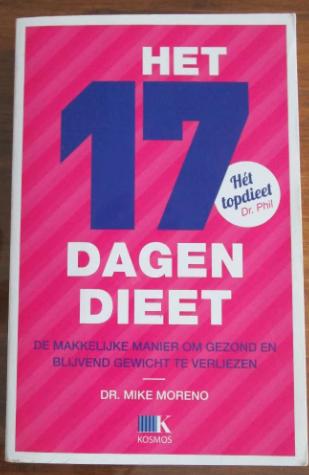 HET
17
Hét
topdieet
Dr. Phil
DAGEN
DIEET
DE MAKKELIJKE MANIER OM GEZOND EN
BLIJVEND GEWICHT TE VERLIEZEN
DR. MIKE MORENO
K
KOSMOS